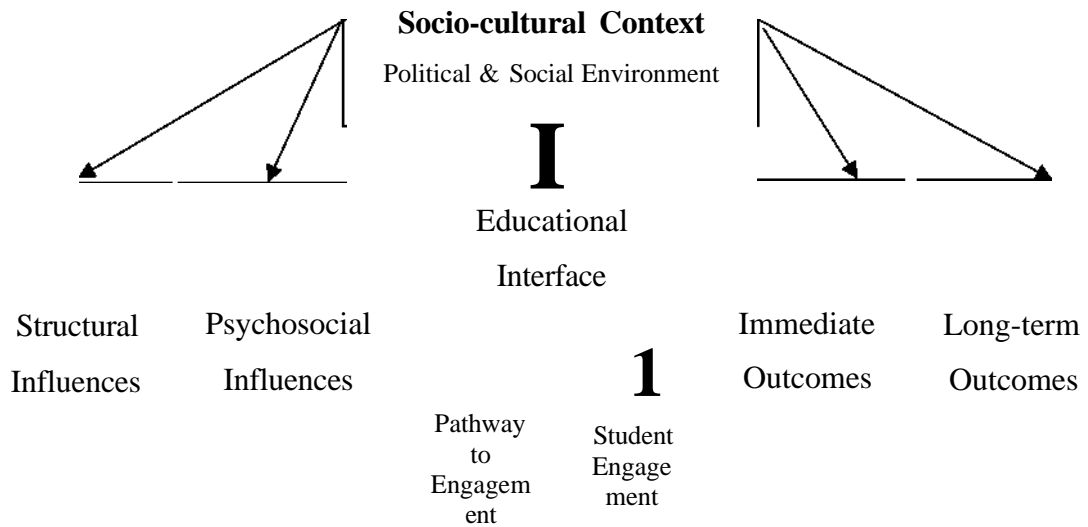 Socio-cultural Context
Political & Social Environment
I
Educational
Interface
Structural
Influences
Psychosocial
Influences
Immediate
Outcomes
Long-term
Outcomes
1
Pathway
to
Engagem
ent
Student
Engage
ment